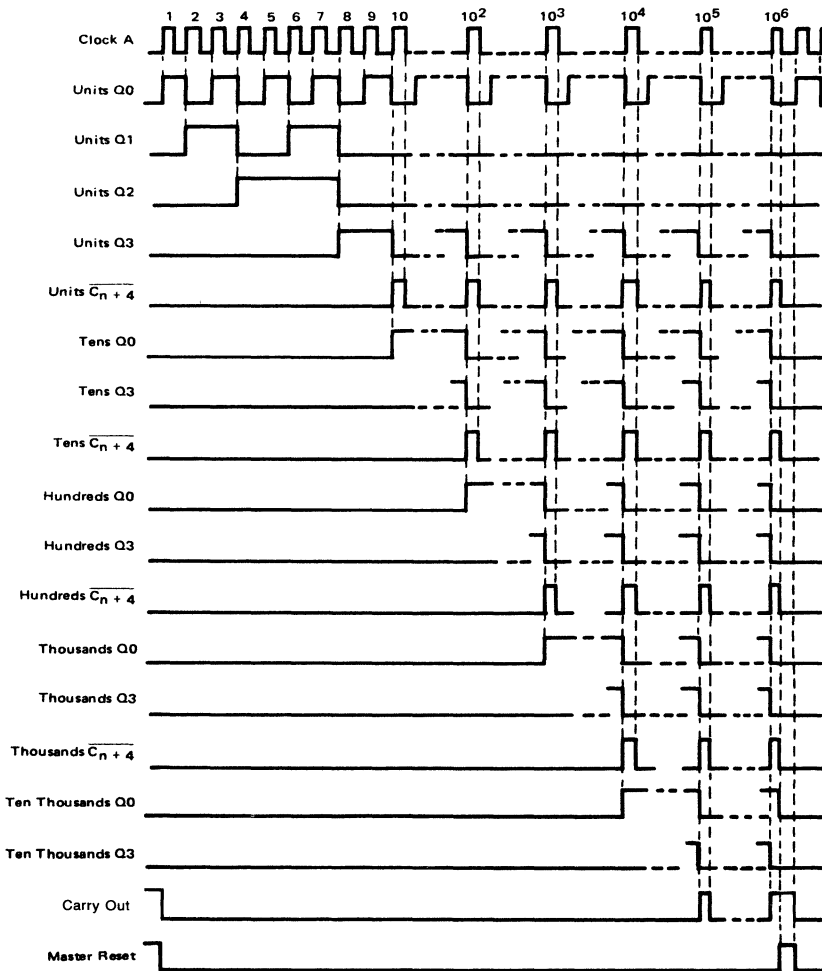 1 2 3 4 5 6 7 8 9 10 10² 10³ 10⁴ 10⁵ 10⁶
Clock A
Units Q0
Units Q1
Units Q2
Units Q3
Units C̅n + 4
Tens Q0
Tens Q3
Tens C̅n + 4
Hundreds Q0
Hundreds Q3
Hundreds C̅n + 4
Thousands Q0
Thousands Q3
Thousands C̅n + 4
Ten Thousands Q0
Ten Thousands Q3
Carry Out
Master Reset